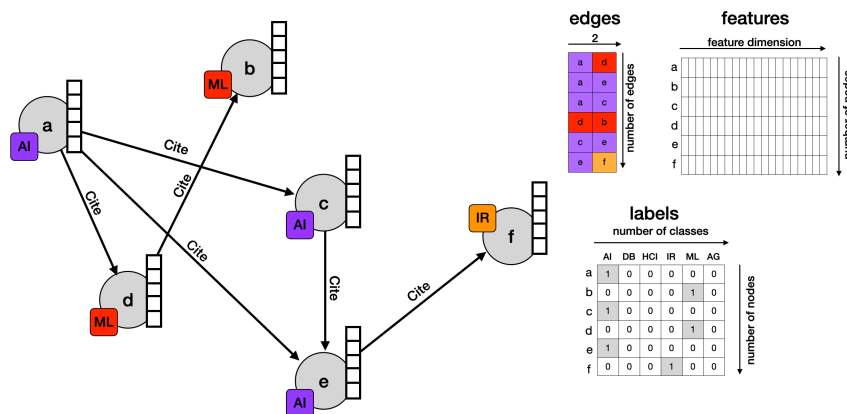 b
ML
a
AI
Cite
Cite
c
AI
Cite
Cite
Cite
d
ML
IR
f
Cite
e
AI
edges
2
a d
a e
a c
d b
c e
e f
number of edges
features
feature dimension
a
b
c
d
e
f
number of nodes
labels
number of classes
AI DB HCI IR ML AG
a 1 0 0 0 0 0
b 0 0 0 0 1 0
c 1 0 0 0 0 0
d 0 0 0 0 1 0
e 1 0 0 0 0 0
f 0 0 0 1 0 0
number of nodes